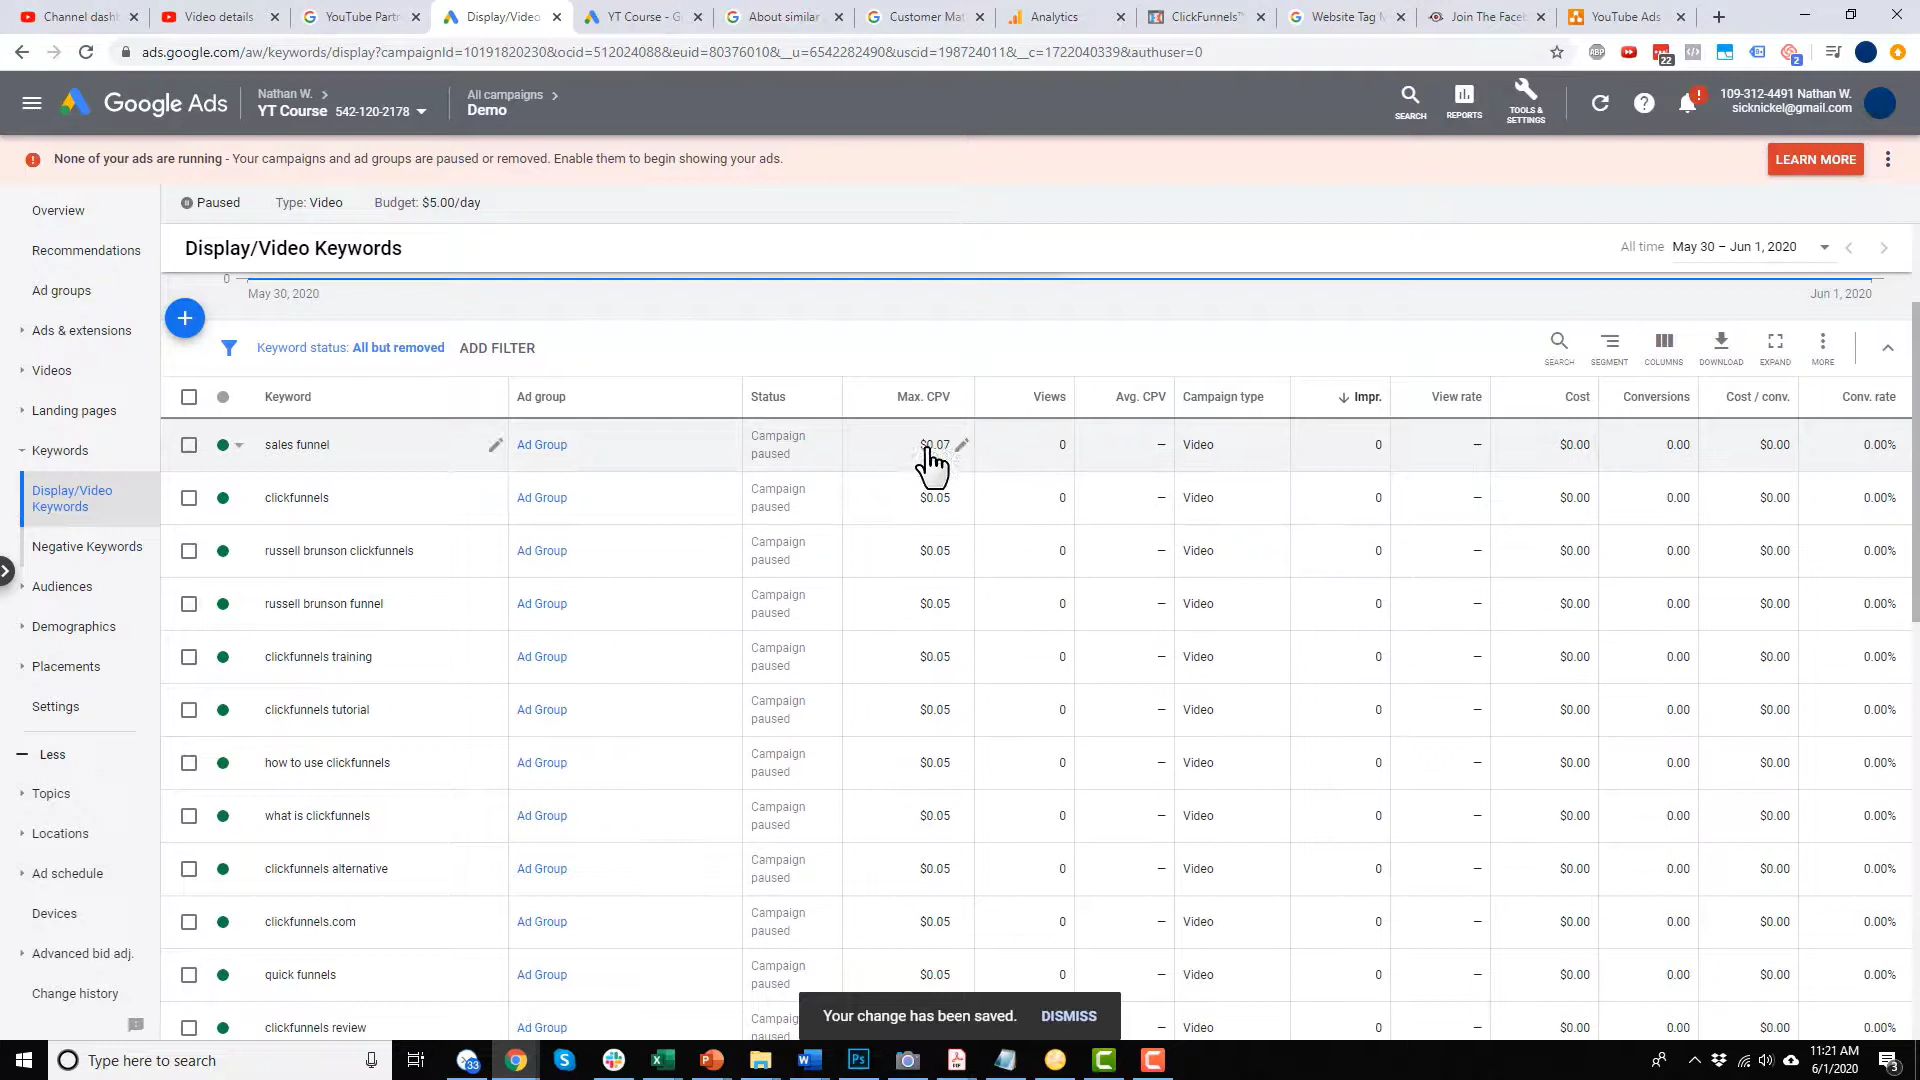 Channel dashb
Video details
YouTube Partn
Display/Video
YT Course - G
About similar
Customer Mat
Analytics
ClickFunnels™
Website Tag M
Join The Faceb
YouTube Ads
ads.google.com/aw/keywords/display?campaignId=10191820230&ocid=512024088&euid=80376010&__u=6542282490&uscid=198724011&__c=1722040339&authuser=0
ABP
22
2
Google Ads
Nathan W.
YT Course 542-120-2178
All campaigns
Demo
SEARCH
REPORTS
TOOLS & SETTINGS
109-312-4491 Nathan W.
sicknickel@gmail.com
None of your ads are running - Your campaigns and ad groups are paused or removed. Enable them to begin showing your ads.
LEARN MORE
Overview
Recommendations
Ad groups
Ads & extensions
Videos
Landing pages
Keywords
Display/Video Keywords
Negative Keywords
Audiences
Demographics
Placements
Settings
Less
Topics
Locations
Ad schedule
Devices
Advanced bid adj.
Change history
Paused Type: Video Budget: $5.00/day
Display/Video Keywords
All time May 30 – Jun 1, 2020
0
May 30, 2020
Jun 1, 2020
Keyword status: All but removed ADD FILTER
SEARCH SEGMENT COLUMNS DOWNLOAD EXPAND MORE
Keyword Ad group Status Max. CPV Views Avg. CPV Campaign type Impr. View rate Cost Conversions Cost / conv. Conv. rate
sales funnel Ad Group Campaign paused $0.07 0 – Video 0 – $0.00 0.00 $0.00 0.00%
clickfunnels Ad Group Campaign paused $0.05 0 – Video 0 – $0.00 0.00 $0.00 0.00%
russell brunson clickfunnels Ad Group Campaign paused $0.05 0 – Video 0 – $0.00 0.00 $0.00 0.00%
russell brunson funnel Ad Group Campaign paused $0.05 0 – Video 0 – $0.00 0.00 $0.00 0.00%
clickfunnels training Ad Group Campaign paused $0.05 0 – Video 0 – $0.00 0.00 $0.00 0.00%
clickfunnels tutorial Ad Group Campaign paused $0.05 0 – Video 0 – $0.00 0.00 $0.00 0.00%
how to use clickfunnels Ad Group Campaign paused $0.05 0 – Video 0 – $0.00 0.00 $0.00 0.00%
what is clickfunnels Ad Group Campaign paused $0.05 0 – Video 0 – $0.00 0.00 $0.00 0.00%
clickfunnels alternative Ad Group Campaign paused $0.05 0 – Video 0 – $0.00 0.00 $0.00 0.00%
clickfunnels.com Ad Group Campaign paused $0.05 0 – Video 0 – $0.00 0.00 $0.00 0.00%
quick funnels Ad Group Campaign paused $0.05 0 – Video 0 – $0.00 0.00 $0.00 0.00%
clickfunnels review Ad Group 0 – Video 0 – $0.00 0.00 $0.00 0.00%
Your change has been saved. DISMISS
Type here to search
33
11:21 AM
6/1/2020
3